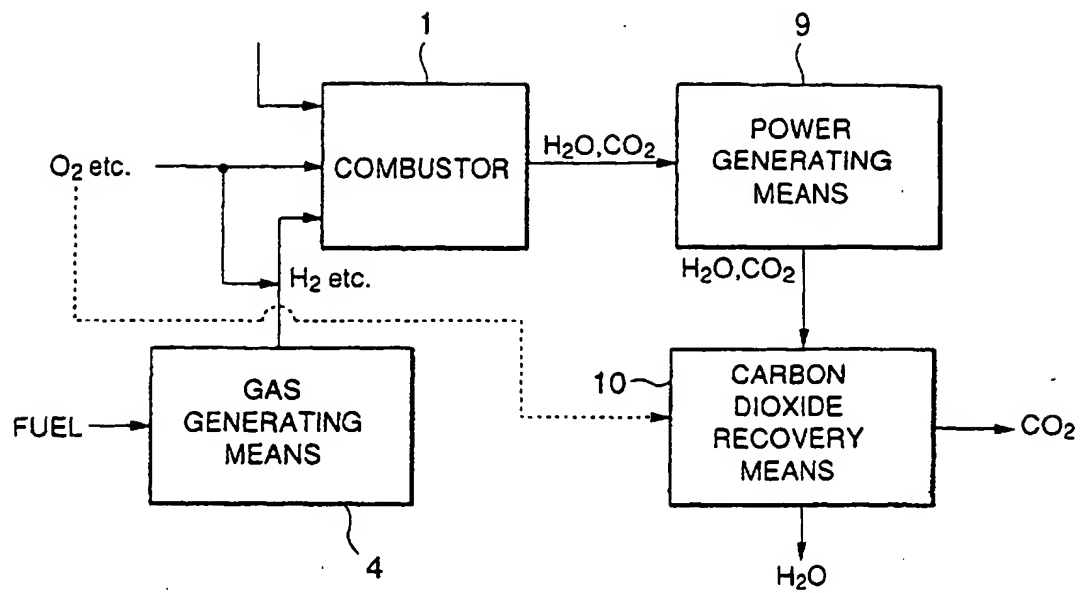 1
9
O₂ etc.
COMBUSTOR
H₂O,CO₂
POWER
GENERATING
MEANS
H₂ etc.
H₂O,CO₂
GAS
GENERATING
MEANS
FUEL
4
10
CARBON
DIOXIDE
RECOVERY
MEANS
CO₂
H₂O